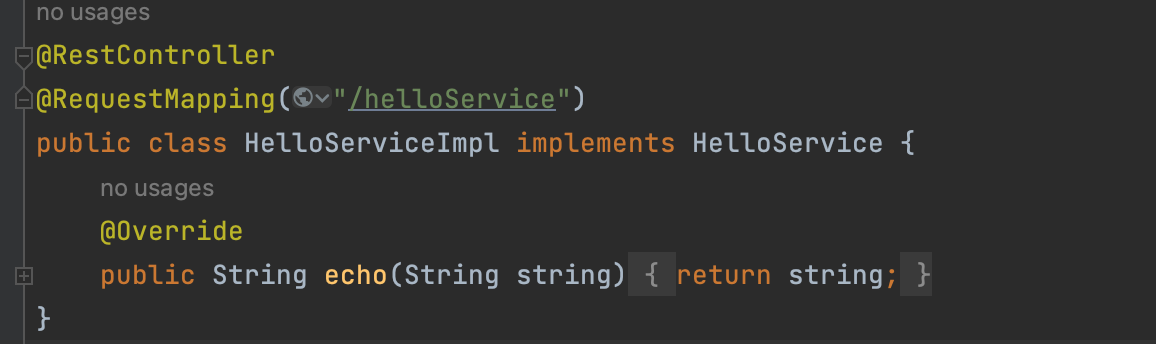 no usages
@RestController
@RequestMapping("/helloService")
public class HelloServiceImpl implements HelloService {
no usages
@Override
public String echo(String string) { return string; }
}